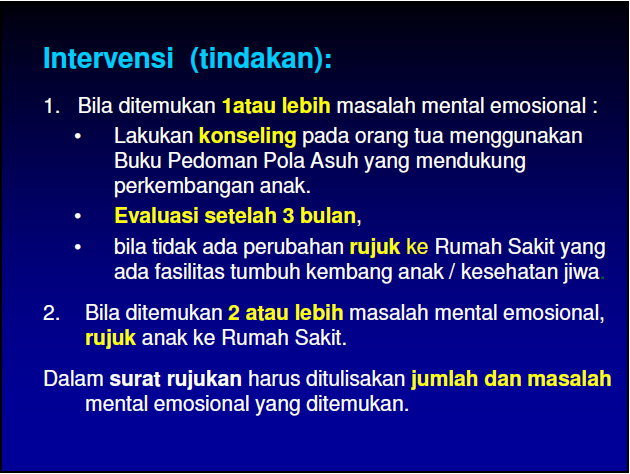 Intervensi (tindakan):
1. Bila ditemukan 1atau lebih masalah mental emosional :
• Lakukan konseling pada orang tua menggunakan
Buku Pedoman Pola Asuh yang mendukung
perkembangan anak.
• Evaluasi setelah 3 bulan,
• bila tidak ada perubahan rujuk ke Rumah Sakit yang
ada fasilitas tumbuh kembang anak / kesehatan jiwa.
2. Bila ditemukan 2 atau lebih masalah mental emosional,
rujuk anak ke Rumah Sakit.
Dalam surat rujukan harus ditulisakan jumlah dan masalah
mental emosional yang ditemukan.